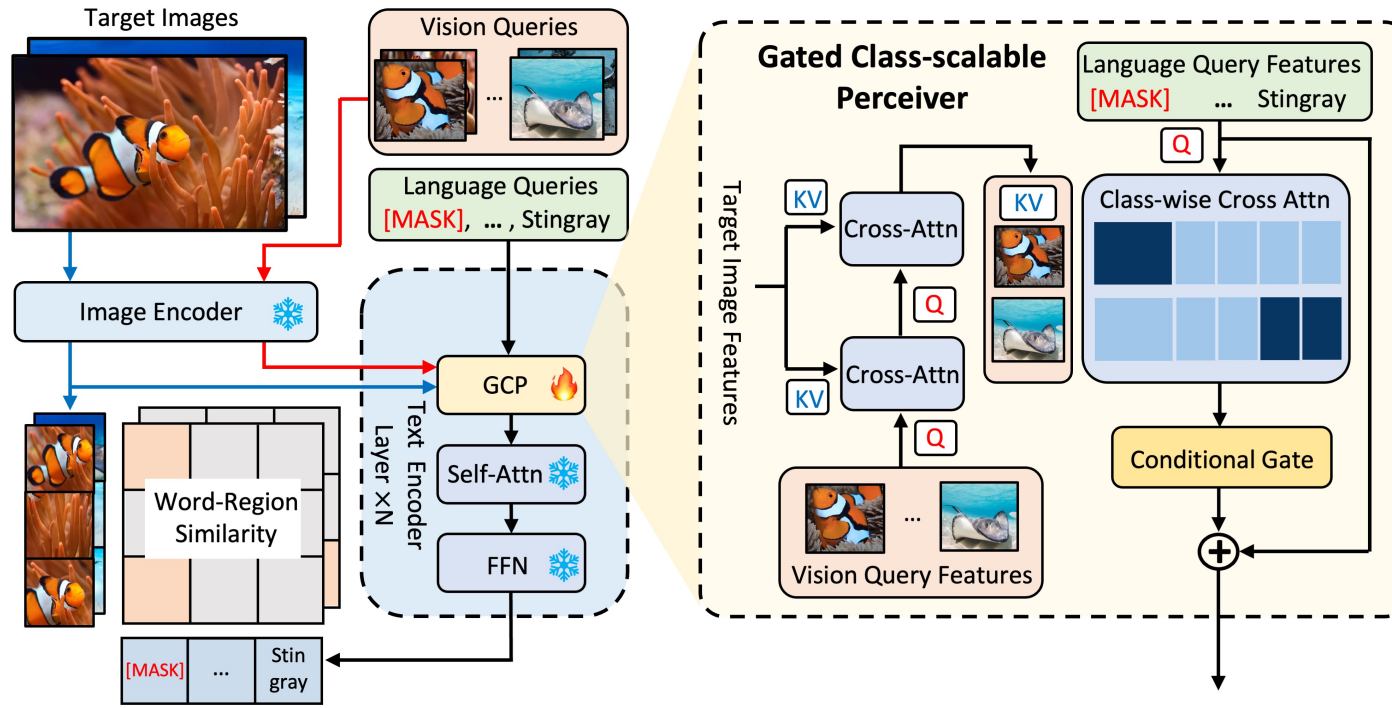 Target Images
Vision Queries
...
Language Queries
[MASK], ... , Stingray
Image Encoder
GCP
Self-Attn
FFN
Text Encoder
Layer ×N
Word-Region
Similarity
[MASK]
...
Stin
gray
Gated Class-scalable
Perceiver
Target Image Features
KV
Cross-Attn
Q
KV
Cross-Attn
Q
...
Vision Query Features
KV
Language Query Features
[MASK] ... Stingray
Q
Class-wise Cross Attn
Conditional Gate
+